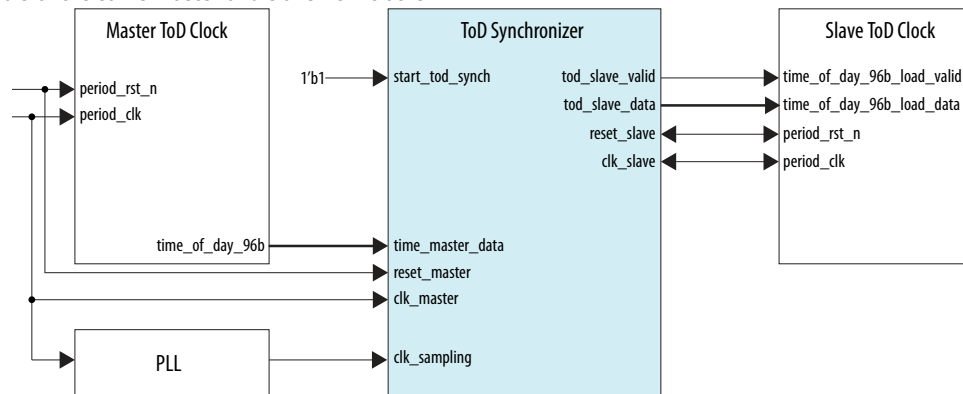 Master ToD Clock
period_rst_n
period_clk
time_of_day_96b
PLL
1'b1
ToD Synchronizer
start_tod_synch
tod_slave_valid
tod_slave_data
reset_slave
clk_slave
time_master_data
reset_master
clk_master
clk_sampling
Slave ToD Clock
time_of_day_96b_load_valid
time_of_day_96b_load_data
period_rst_n
period_clk